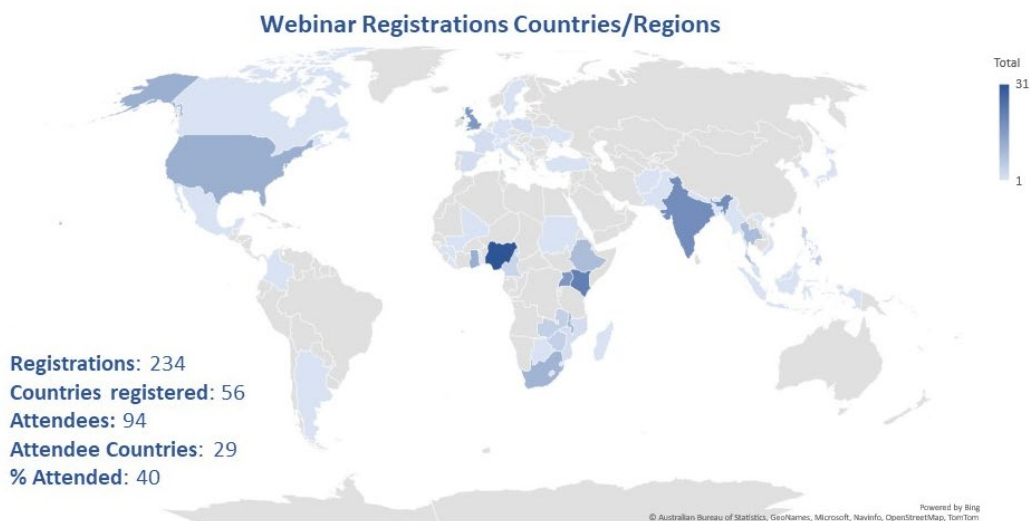 Webinar Registrations Countries/Regions
Total
31
1
Registrations: 234
Countries registered: 56
Attendees: 94
Attendee Countries: 29
% Attended: 40
Powered by Bing
© Australian Bureau of Statistics, GeoNames, Microsoft, Navinfo, OpenStreetMap, TomTom